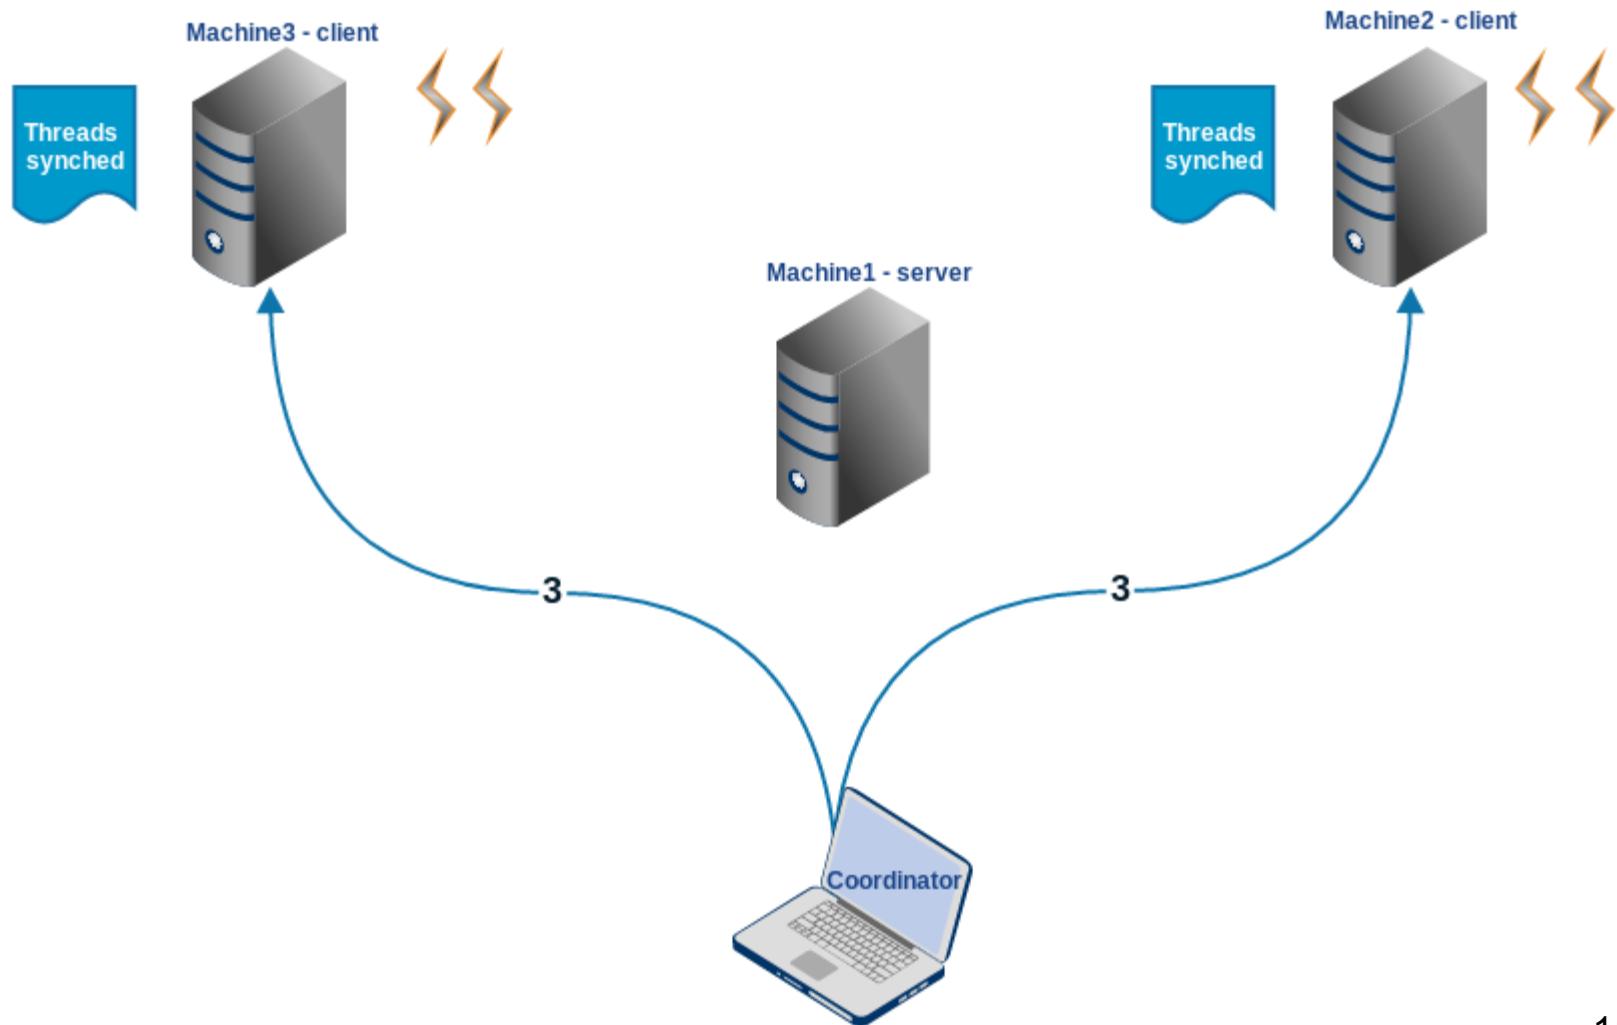 Machine3 - client
Machine2 - client
Threads
synched
Threads
synched
Machine1 - server
3
3
Coordinator